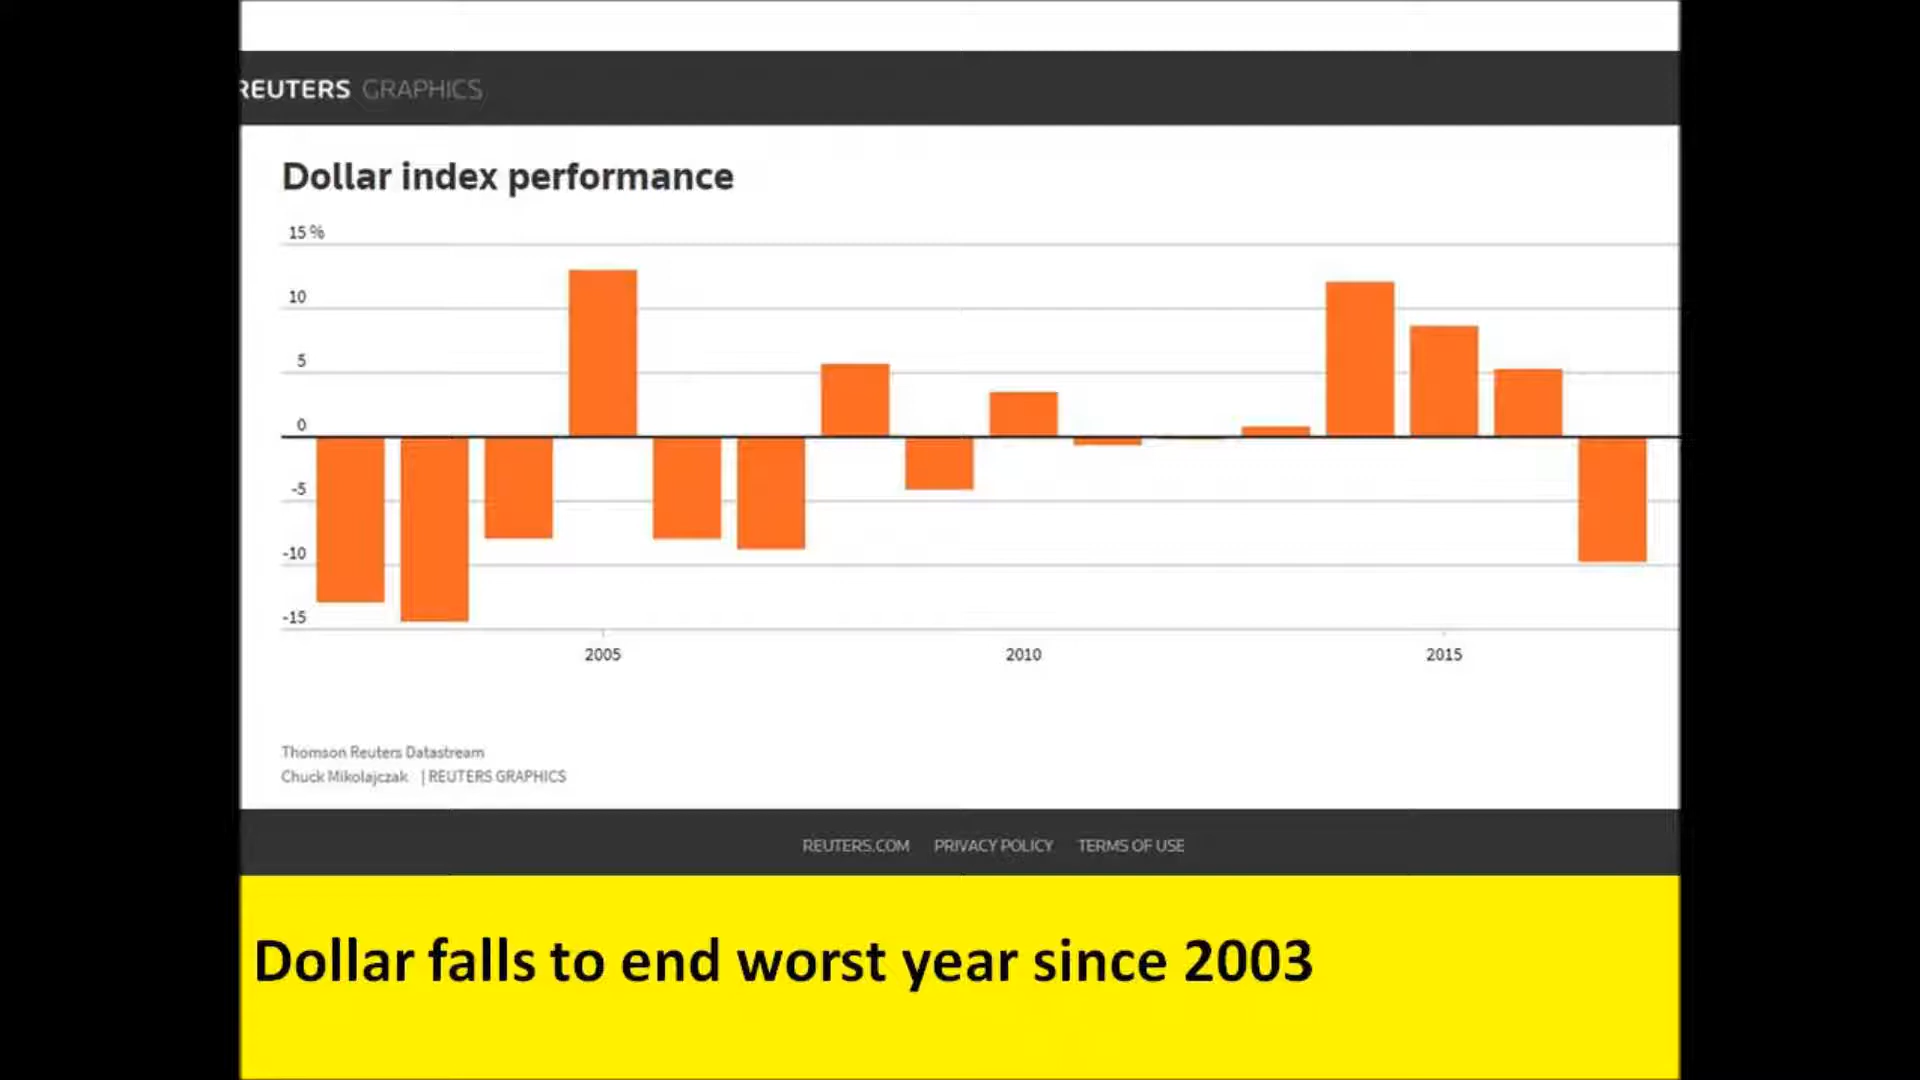 REUTERS GRAPHICS
Dollar index performance
15 %
10
5
0
-5
-10
-15
2005 2010 2015
Thomson Reuters Datastream
Chuck Mikolajczak | REUTERS GRAPHICS
REUTERS.COM PRIVACY POLICY TERMS OF USE
Dollar falls to end worst year since 2003